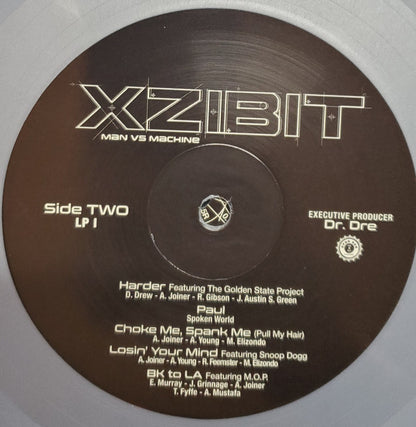 XZIBIT
MAN VS MACHINE
Side TWO
LP I
EXECUTIVE PRODUCER
Dr. Dre
Harder Featuring The Golden State Project
D. Drew - A. Joiner - R. Gibson - J. Austin S. Green
Paul
Spoken World
Choke Me, Spank Me (Pull My Hair)
A. Joiner - A. Young - M. Elizondo
Losin' Your Mind Featuring Snoop Dogg
A. Joiner - A. Young - R. Feemster - M. Elizondo
BK to LA Featuring M.O.P.
E. Murray - J. Grinnage - A. Joiner
T. Fyffe - A. Mustafa